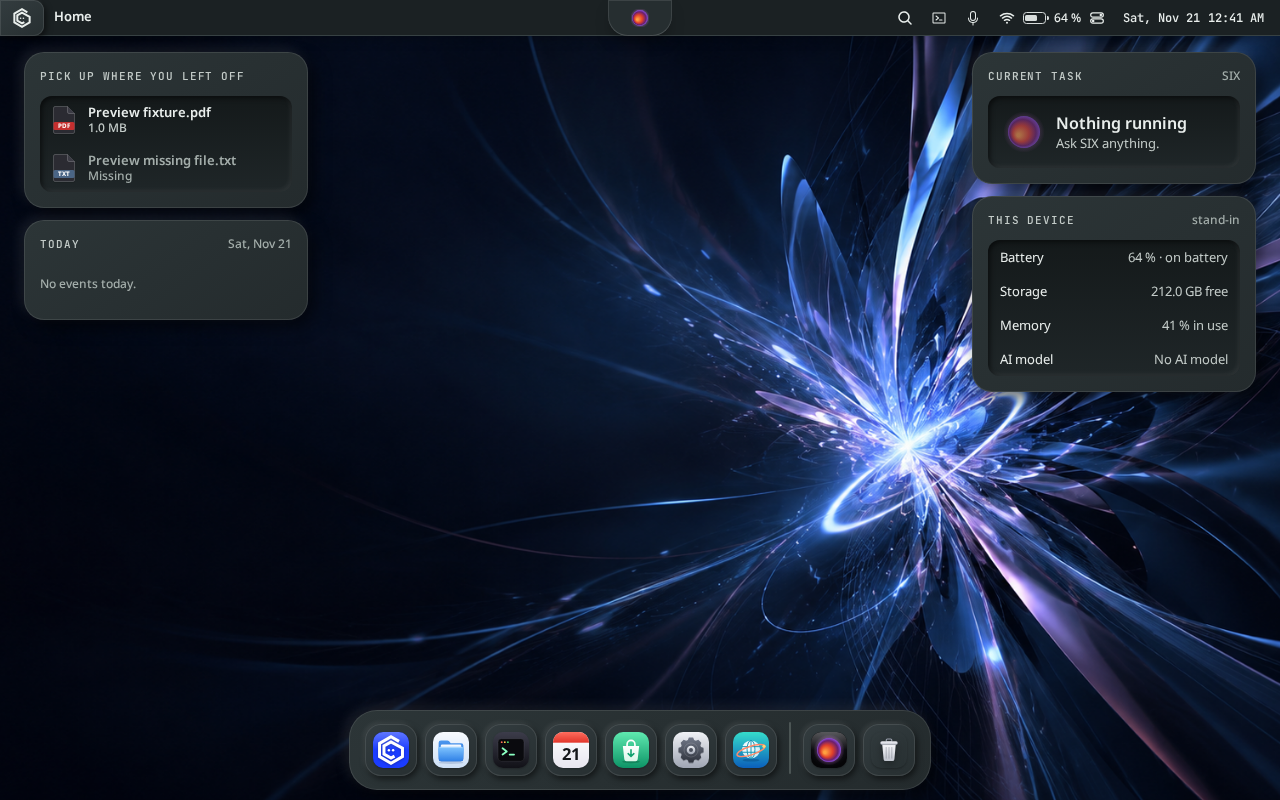 Home
64 %
Sat, Nov 21 12:41 AM
PICK UP WHERE YOU LEFT OFF
PDF
Preview fixture.pdf
1.0 MB
TXT
Preview missing file.txt
Missing
TODAY
Sat, Nov 21
No events today.
CURRENT TASK
SIX
Nothing running
Ask SIX anything.
THIS DEVICE
stand-in
Battery
64 % · on battery
Storage
212.0 GB free
Memory
41 % in use
AI model
No AI model
21